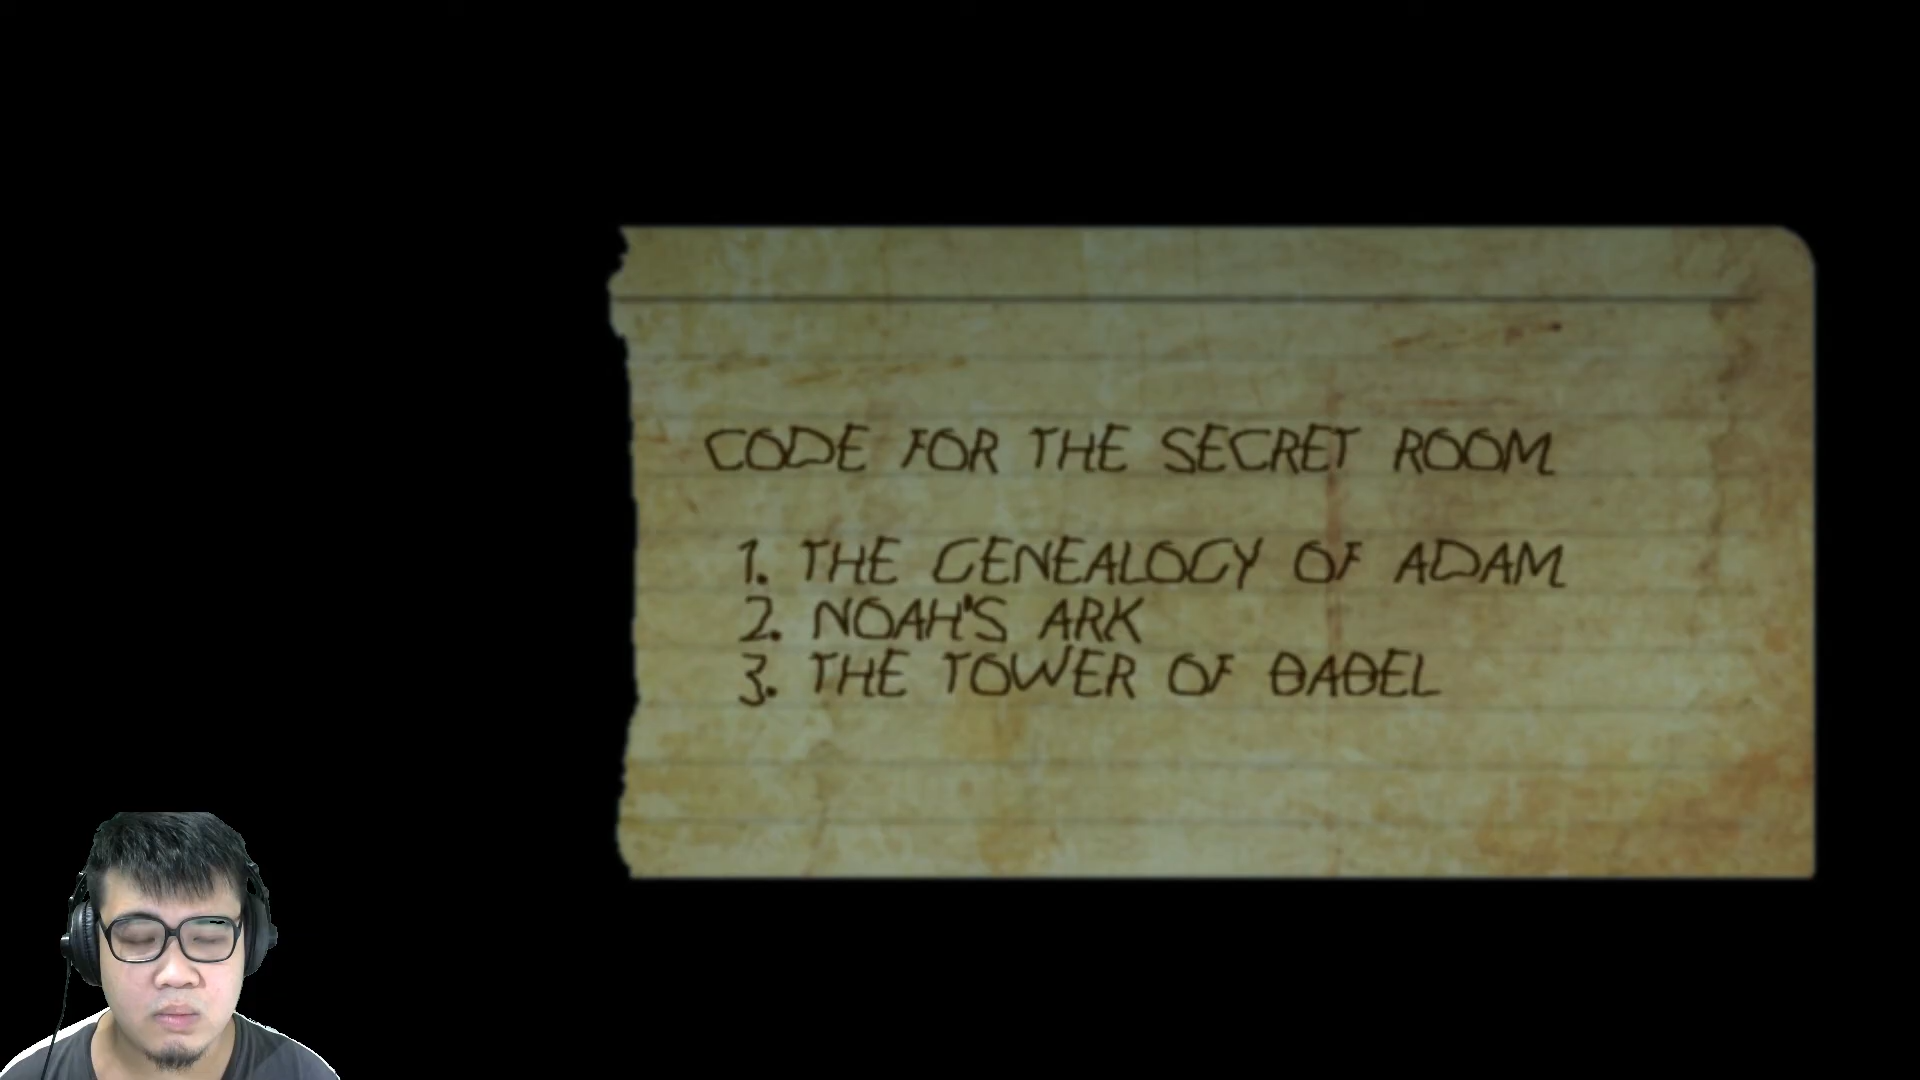 CODE FOR THE SECRET ROOM
1. THE GENEALOGY OF ADAM
2. NOAH'S ARK
3. THE TOWER OF BABEL